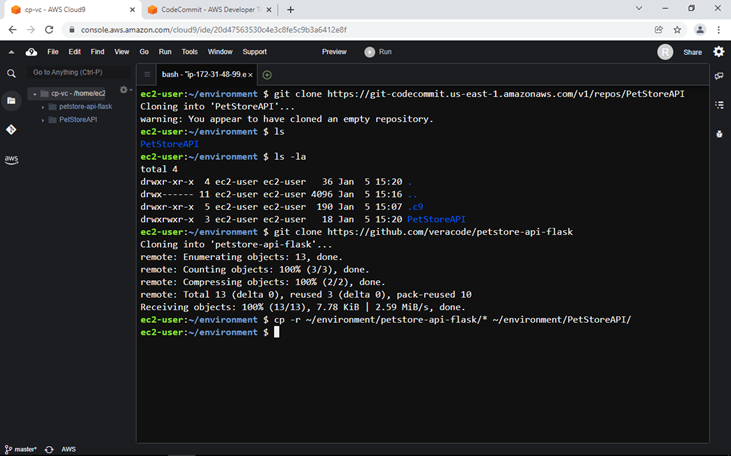 cp-vc - AWS Cloud9
CodeCommit - AWS Developer T
console.aws.amazon.com/cloud9/ide/20d47563530c4e3c8fe5c9b3a6412e8f
File Edit Find View Go Run Tools Window Support Preview Run R Share
Go to Anything (Ctrl-P)
bash - "ip-172-31-48-99.e
cp-vc - /home/ec2
petstore-api-flask
PetStoreAPI
aws
ec2-user:~/environment $ git clone https://git-codecommit.us-east-1.amazonaws.com/v1/repos/PetStoreAPI
Cloning into 'PetStoreAPI'...
warning: You appear to have cloned an empty repository.
ec2-user:~/environment $ ls
PetStoreAPI
ec2-user:~/environment $ ls -la
total 4
drwxr-xr-x  4 ec2-user ec2-user   36 Jan  5 15:20 .
drwx------ 11 ec2-user ec2-user 4096 Jan  5 15:16 ..
drwxr-xr-x  5 ec2-user ec2-user  190 Jan  5 15:07 .c9
drwxrwxr-x  3 ec2-user ec2-user   18 Jan  5 15:20 PetStoreAPI
ec2-user:~/environment $ git clone https://github.com/veracode/petstore-api-flask
Cloning into 'petstore-api-flask'...
remote: Enumerating objects: 13, done.
remote: Counting objects: 100% (3/3), done.
remote: Compressing objects: 100% (2/2), done.
remote: Total 13 (delta 0), reused 3 (delta 0), pack-reused 10
Receiving objects: 100% (13/13), 7.78 KiB | 2.59 MiB/s, done.
ec2-user:~/environment $ cp -r ~/environment/petstore-api-flask/* ~/environment/PetStoreAPI/
ec2-user:~/environment $
master* AWS